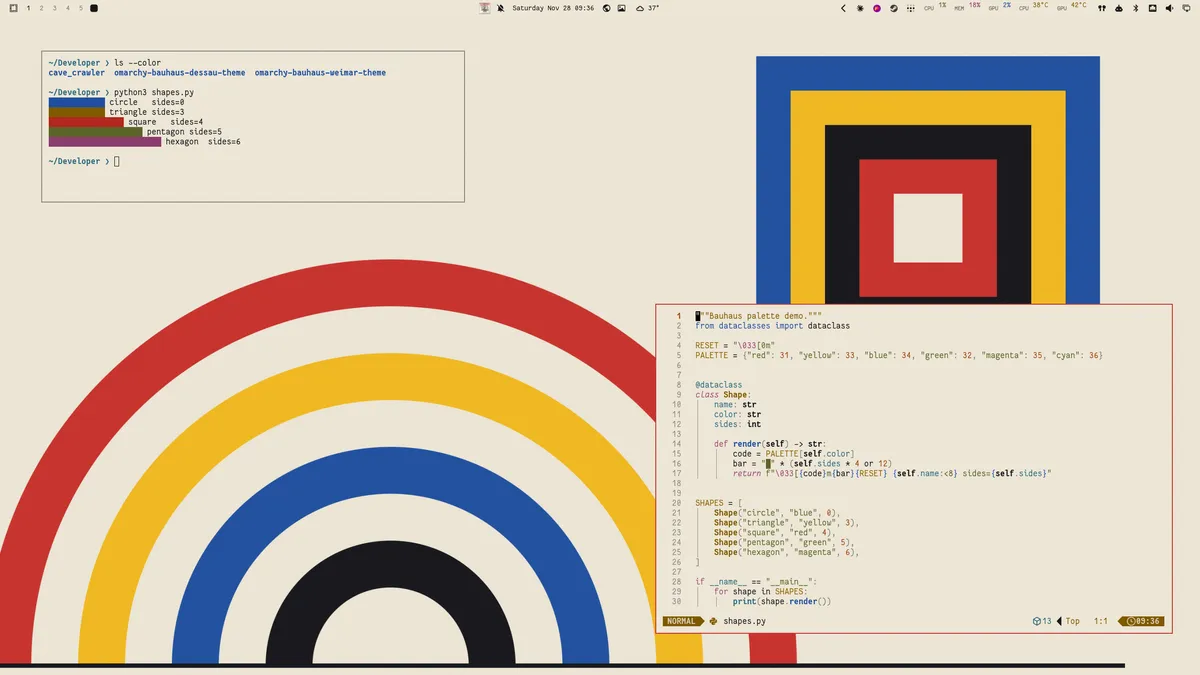 1 2 3 4 5
Saturday Nov 28 09:36
37°
CPU 1% MEM 18% GPU 2% CPU 38°C GPU 42°C
~/Developer ❯ ls --color
cave_crawler omarchy-bauhaus-dessau-theme omarchy-bauhaus-weimar-theme
~/Developer ❯ python3 shapes.py
circle sides=0
triangle sides=3
square sides=4
pentagon sides=5
hexagon sides=6
~/Developer ❯
1 """Bauhaus palette demo."""
2 from dataclasses import dataclass
3
4 RESET = "\033[0m"
5 PALETTE = {"red": 31, "yellow": 33, "blue": 34, "green": 32, "magenta": 35, "cyan": 36}
6
7
8 @dataclass
9 class Shape:
10 name: str
11 color: str
12 sides: int
13
14 def render(self) -> str:
15 code = PALETTE[self.color]
16 bar = "█" * (self.sides * 4 or 12)
17 return f"\033[{code}m{bar}{RESET} {self.name:<8} sides={self.sides}"
18
19
20 SHAPES = [
21 Shape("circle", "blue", 0),
22 Shape("triangle", "yellow", 3),
23 Shape("square", "red", 4),
24 Shape("pentagon", "green", 5),
25 Shape("hexagon", "magenta", 6),
26 ]
27
28 if __name__ == "__main__":
29 for shape in SHAPES:
30 print(shape.render())
NORMAL shapes.py 13 Top 1:1 09:36